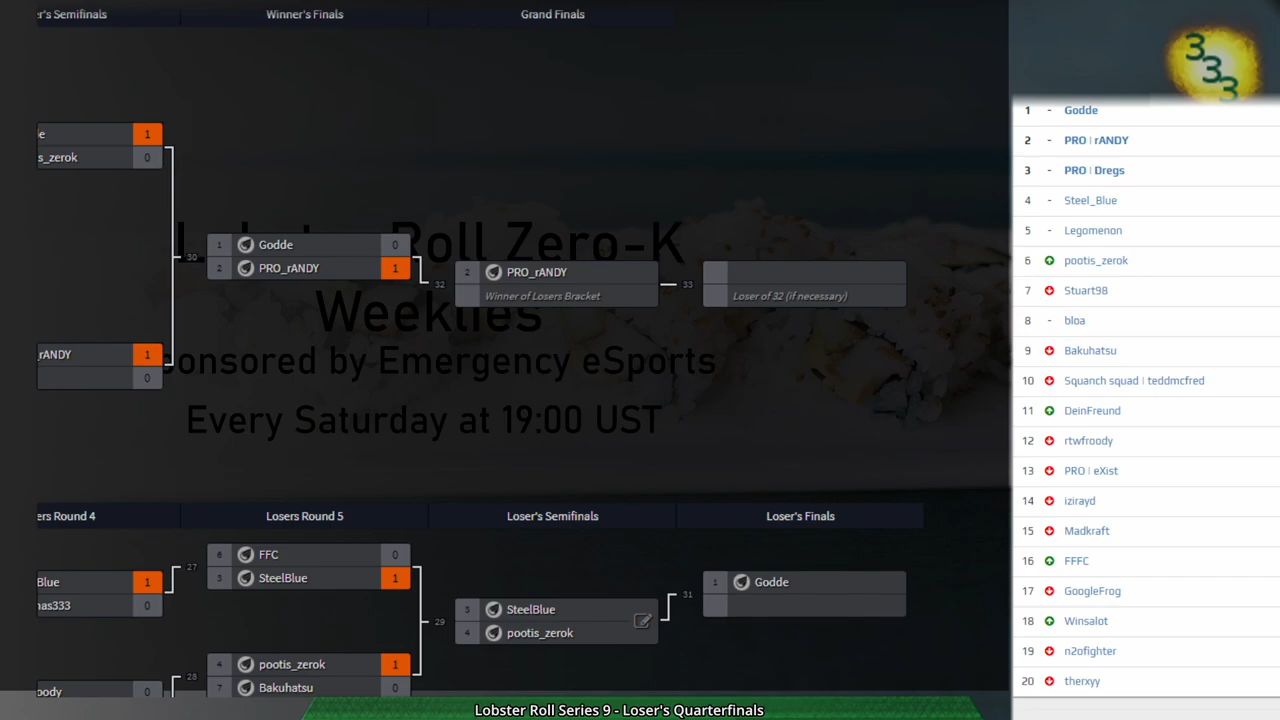 r's Semifinals Winner's Finals Grand Finals
e 1
s_zerok 0
30
1 Godde 0
2 PRO_rANDY 1
32
2 PRO_rANDY
Winner of Losers Bracket
33
Loser of 32 (if necessary)
rANDY 1
0
Roll Zero-K
Weeklies
onsored by Emergency eSports
Every Saturday at 19:00 UST
ers Round 4 Losers Round 5 Loser's Semifinals Loser's Finals
Blue 1
nas333 0
27
6 FFC 0
3 SteelBlue 1
29
3 SteelBlue
4 pootis_zerok
31
1 Godde
28
4 pootis_zerok 1
7 Bakuhatsu 0
ody 0
333
1 - Godde
2 - PRO | rANDY
3 - PRO | Dregs
4 - Steel_Blue
5 - Legomenon
6 pootis_zerok
7 Stuart98
8 - bloa
9 Bakuhatsu
10 Squanch squad | teddmcfred
11 DeinFreund
12 rtwfroody
13 PRO | eXist
14 izirayd
15 Madkraft
16 FFFC
17 GoogleFrog
18 Winsalot
19 n2ofighter
20 therxyy
Lobster Roll Series 9 - Loser's Quarterfinals